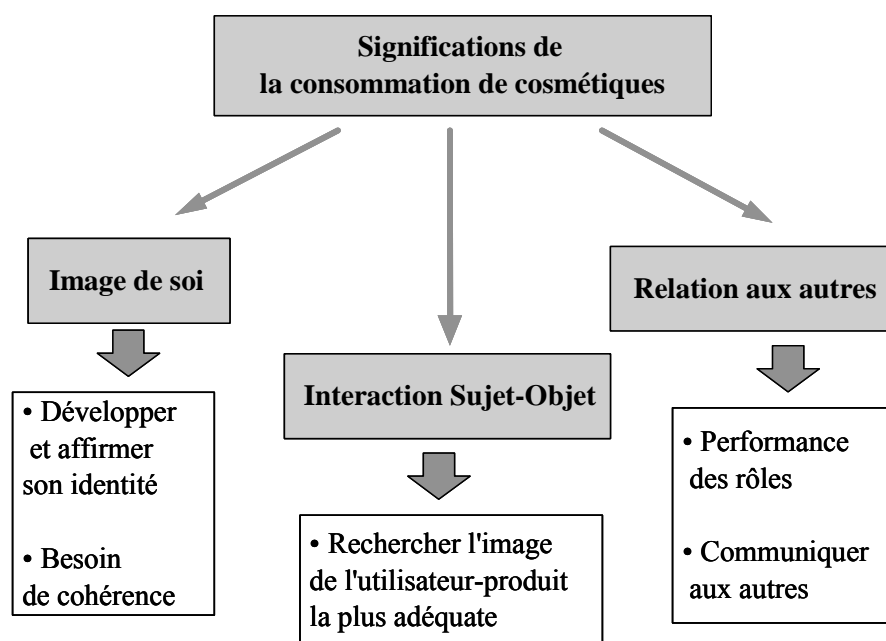 Significations de
la consommation de cosmétiques
Image de soi
• Développer
et affirmer
son identité
• Besoin
de cohérence
Interaction Sujet-Objet
• Rechercher l'image
de l'utilisateur-produit
la plus adéquate
Relation aux autres
• Performance
des rôles
• Communiquer
aux autres